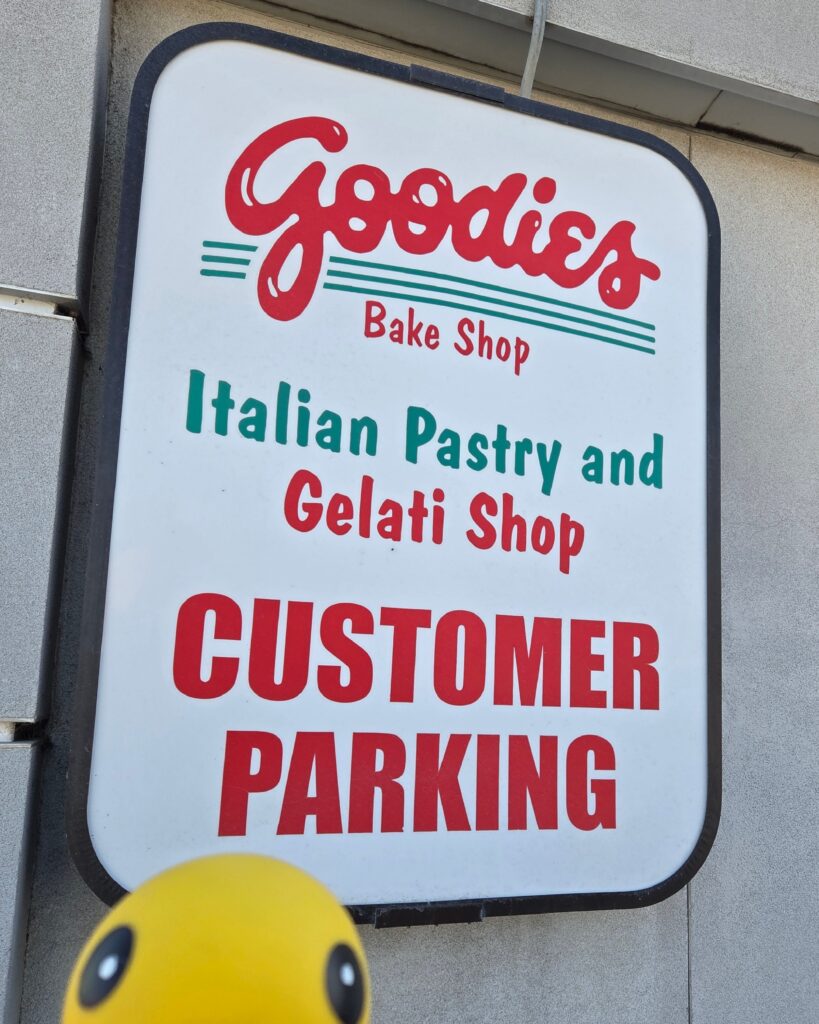 Goodies
Bake Shop
Italian Pastry and
Gelati Shop
CUSTOMER
PARKING